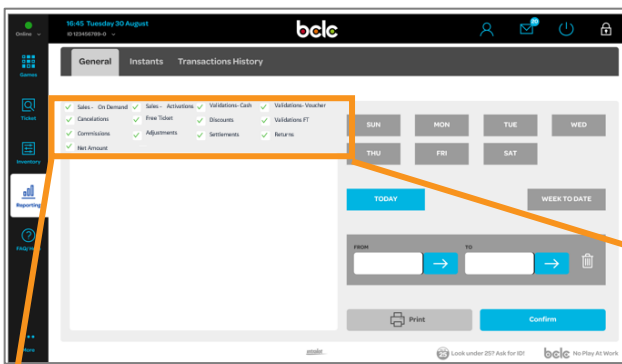 Online
16:45 Tuesday 30 August
ID 123456789-0
bclc
20
Games
Ticket
Inventory
Reporting
More
General Instants Transactions History
Sales - On Demand Sales - Activations Validations- Cash Validations- Voucher
Cancelations Free Ticket Discounts Validations FT
Commissions Adjustments Settlements Returns
Net Amount
SUN MON TUE WED
THU FRI SAT
TODAY WEEK TO DATE
FROM TO
Print Confirm
Look under 25? Ask for ID! bclc No Play At Work